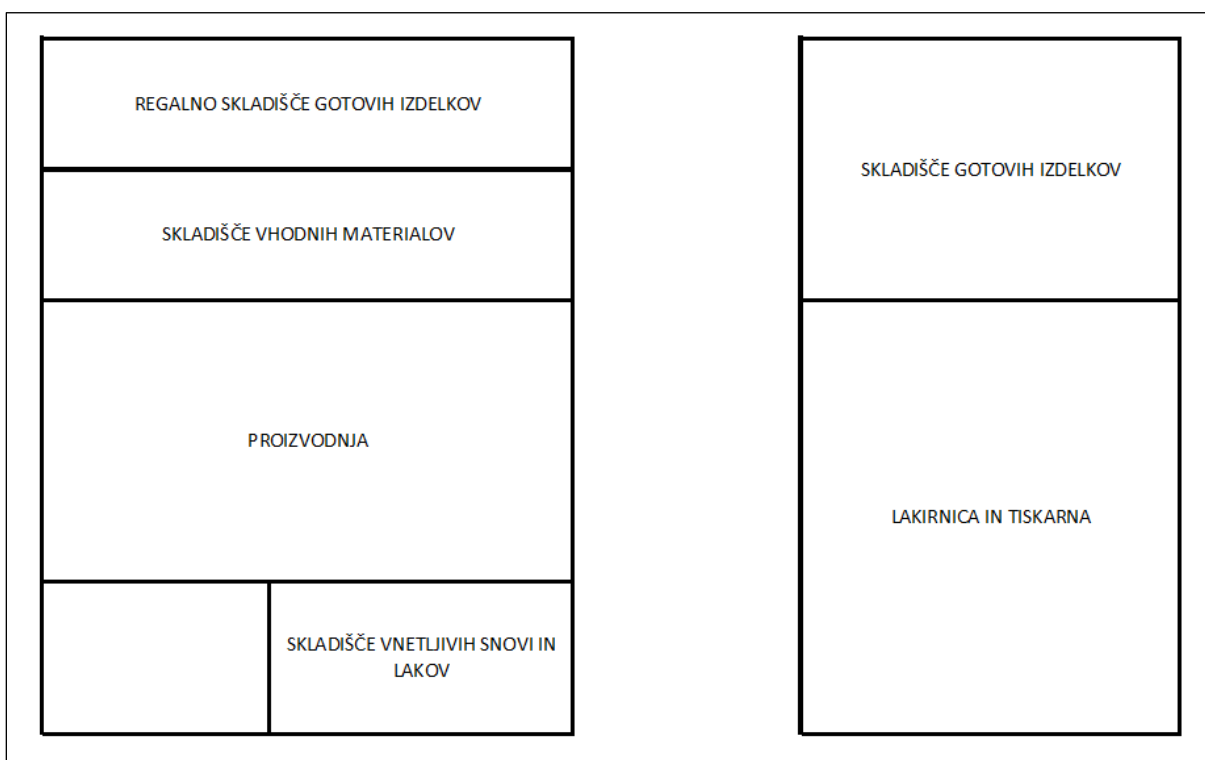 REGALNO SKLADIŠČE GOTOVIH IZDELKOV
SKLADIŠČE VHODNIH MATERIALOV
PROIZVODNJA
SKLADIŠČE VNETLJIVIH SNOVI IN
LAKOV
SKLADIŠČE GOTOVIH IZDELKOV
LAKIRNICA IN TISKARNA